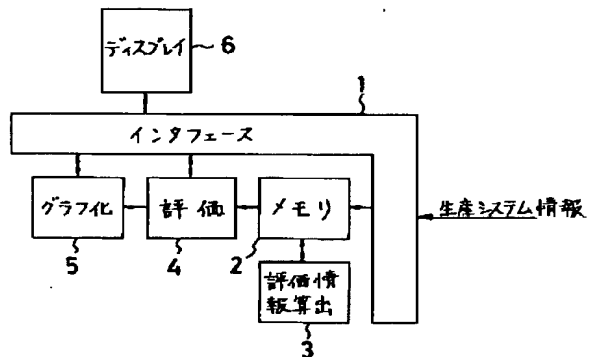 ディスプレイ
6
1
インタフェース
グラフ化
評価
メモリ
生産システム情報
5
4
2
評価情
報算出
3